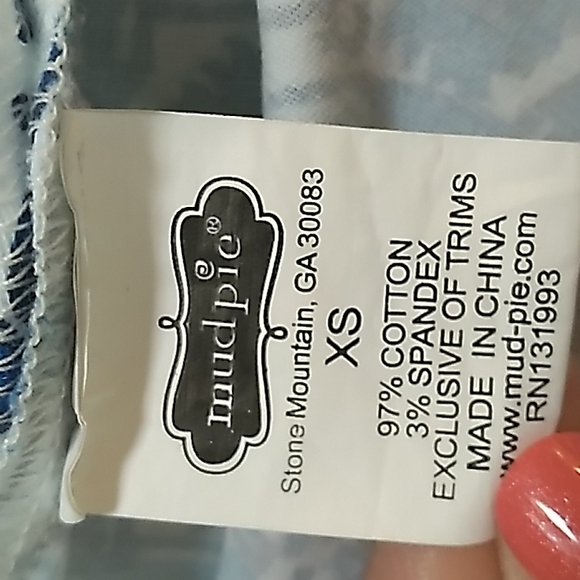 mudpie®
Stone Mountain, GA 30083
XS
97% COTTON
3% SPANDEX
EXCLUSIVE OF TRIMS
MADE IN CHINA
www.mud-pie.com
RN131993